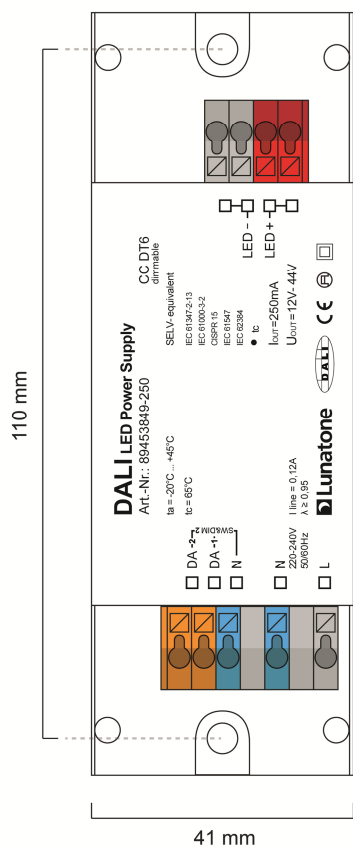 110 mm
41 mm
DALI LED Power Supply
Art.-Nr.: 89453849-250
CC DT6
dimmable
ta = -20°C ... +45°C
tc = 65°C
SELV- equivalent
IEC 61347-2-13
IEC 61000-3-2
CISPR 15
IEC 61547
IEC 62384
● tc
LED -
LED +
IOUT=250mA
UOUT=12V- 44V
DA -2-
DA -1-
SW&DIM 2
N
N
220-240V
50/60Hz
L
I line = 0,12A
λ ≥ 0,95
Lunatone
DALI
CE